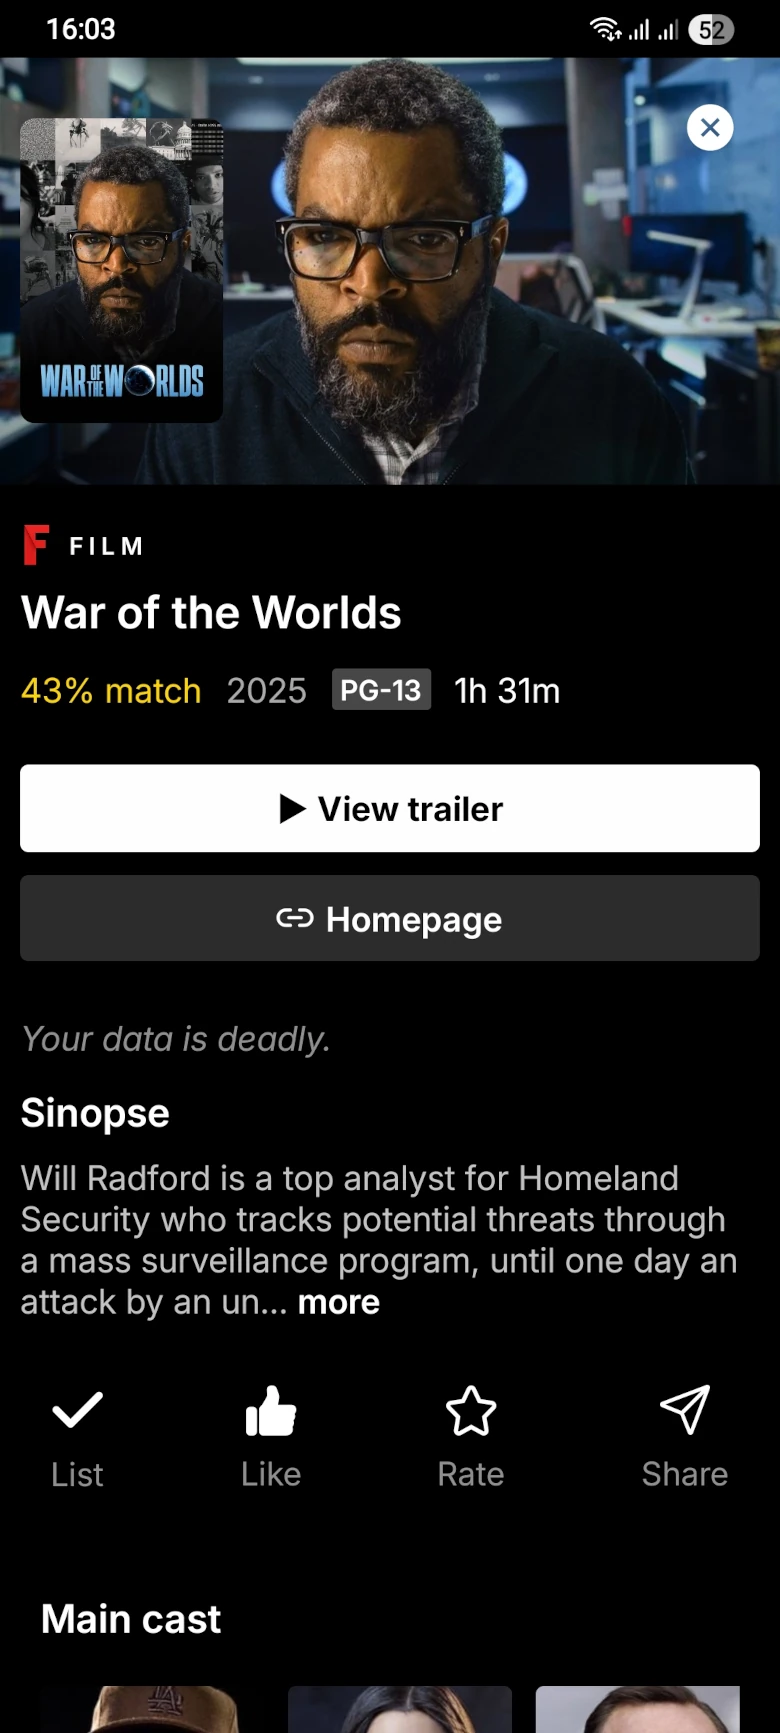 16:03
52
WAR OF THE WORLDS
FILM
War of the Worlds
43% match 2025 PG-13 1h 31m
View trailer
Homepage
Your data is deadly.
Sinopse
Will Radford is a top analyst for Homeland
Security who tracks potential threats through
a mass surveillance program, until one day an
attack by an un... more
List Like Rate Share
Main cast
LA